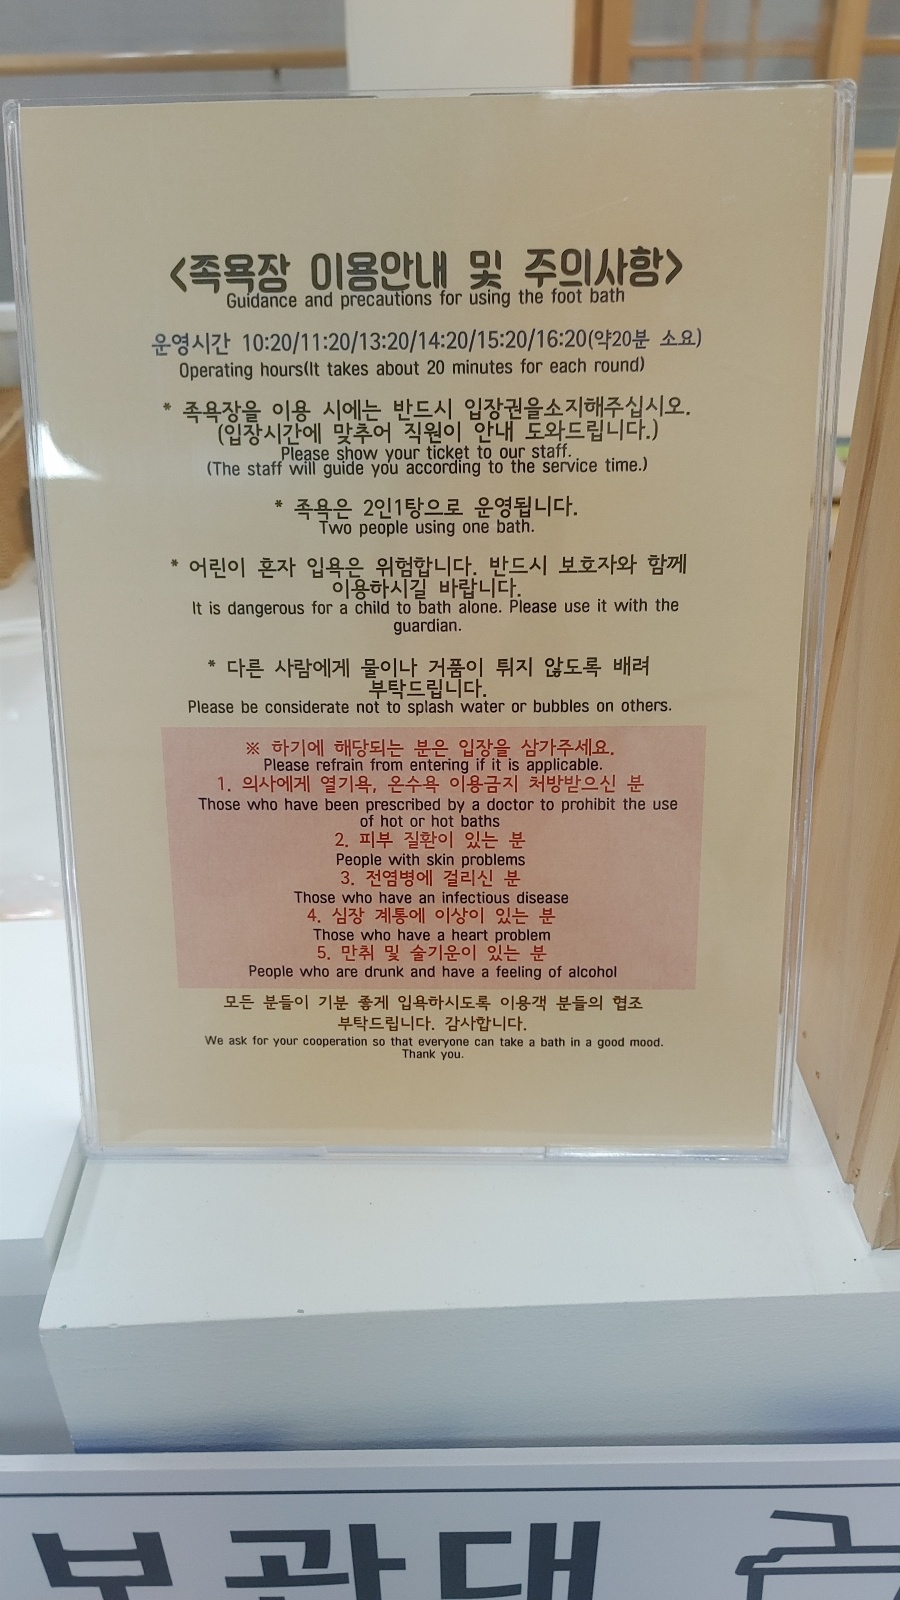 <족욕장 이용안내 및 주의사항>
Guidance and precautions for using the foot bath
운영시간 10:20/11:20/13:20/14:20/15:20/16:20(약20분 소요)
Operating hours(It takes about 20 minutes for each round)
* 족욕장을 이용 시에는 반드시 입장권을소지해주십시오.
(입장시간에 맞추어 직원이 안내 도와드립니다.)
Please show your ticket to our staff.
(The staff will guide you according to the service time.)
* 족욕은 2인1탕으로 운영됩니다.
Two people using one bath.
* 어린이 혼자 입욕은 위험합니다. 반드시 보호자와 함께
이용하시길 바랍니다.
It is dangerous for a child to bath alone. Please use it with the
guardian.
* 다른 사람에게 물이나 거품이 튀지 않도록 배려
부탁드립니다.
Please be considerate not to splash water or bubbles on others.
※ 하기에 해당되는 분은 입장을 삼가주세요.
Please refrain from entering if it is applicable.
1. 의사에게 열기욕, 온수욕 이용금지 처방받으신 분
Those who have been prescribed by a doctor to prohibit the use
of hot or hot baths
2. 피부 질환이 있는 분
People with skin problems
3. 전염병에 걸리신 분
Those who have an infectious disease
4. 심장 계통에 이상이 있는 분
Those who have a heart problem
5. 만취 및 술기운이 있는 분
People who are drunk and have a feeling of alcohol
모든 분들이 기분 좋게 입욕하시도록 이용객 분들의 협조
부탁드립니다. 감사합니다.
We ask for your cooperation so that everyone can take a bath in a good mood.
Thank you.
보관대